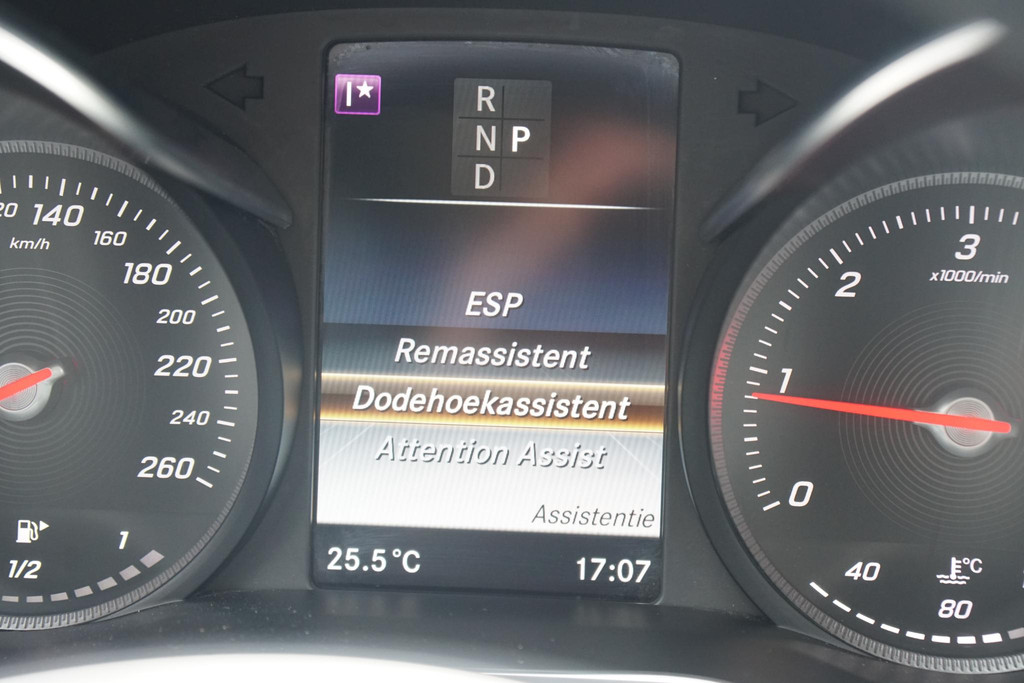 R
N P
D
ESP
Remassistent
Dodehoekassistent
Attention Assist
Assistentie
25.5°C
17:07
20
140
km/h
160
180
200
220
240
260
1/2
1
3
x1000/min
2
1
0
40
°C
80